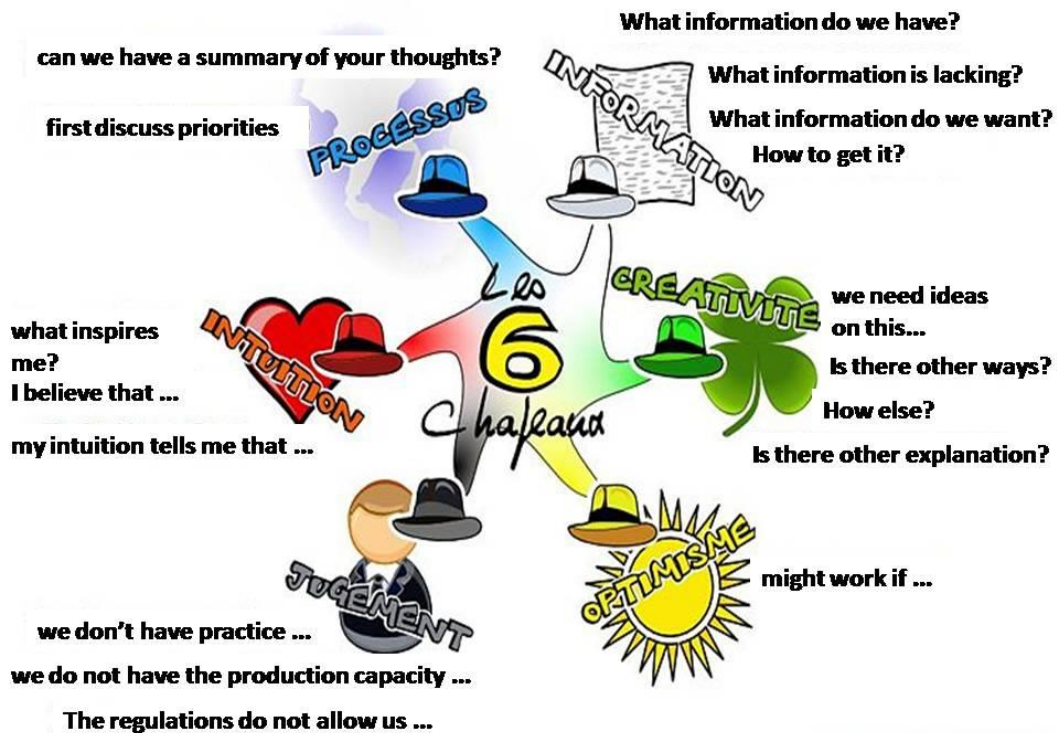 What information do we have?
can we have a summary of your thoughts?
What information is lacking?
first discuss priorities
What information do we want?
How to get it?
PROCESSUS
INFORMATION
Les
6
Chapeaux
CREATIVITE
we need ideas
on this...
Is there other ways?
How else?
Is there other explanation?
INTUITION
what inspires
me?
I believe that ...
my intuition tells me that ...
JUGEMENT
we don't have practice ...
we do not have the production capacity ...
The regulations do not allow us ...
OPTIMISME
might work if ...